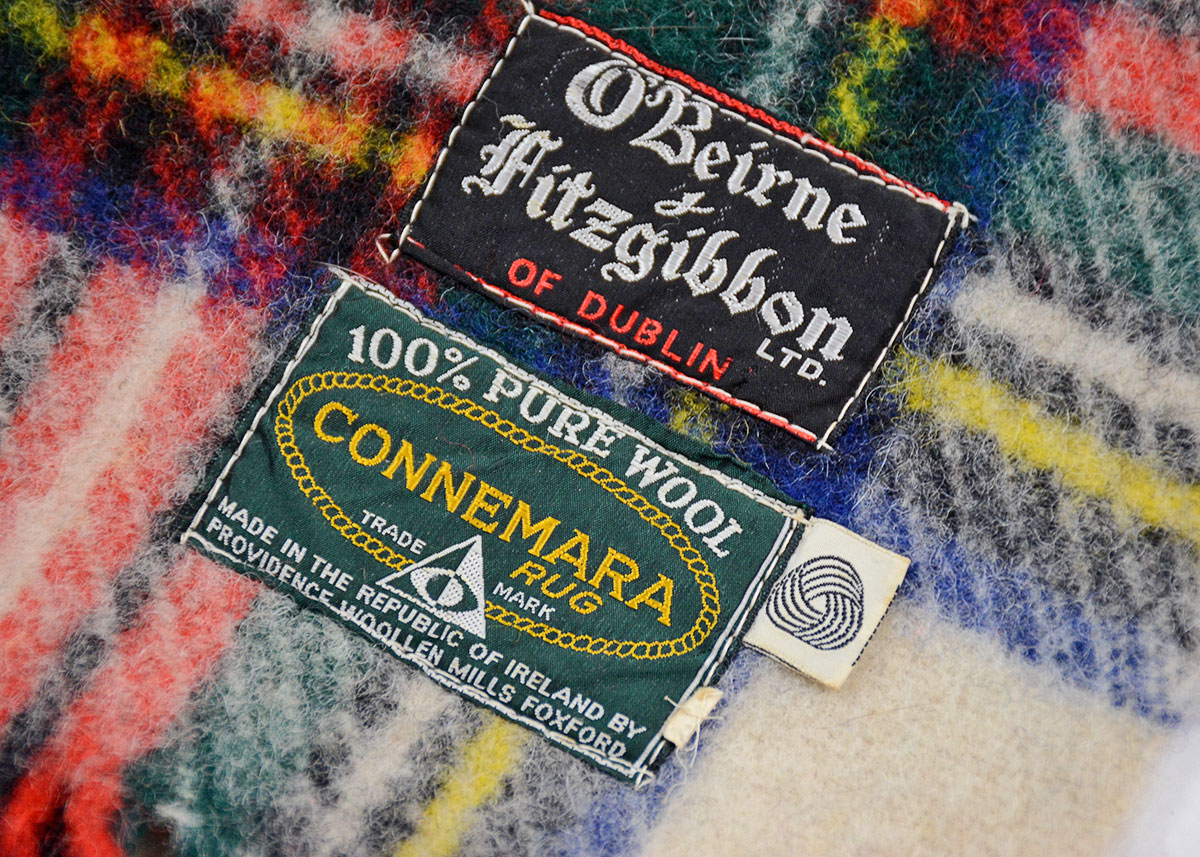 O'Beirne
&
Fitzgibbon
LTD.
OF DUBLIN
100% PURE WOOL
CONNEMARA
RUG
TRADE MARK
MADE IN THE REPUBLIC OF IRELAND BY
PROVIDENCE WOOLLEN MILLS FOXFORD